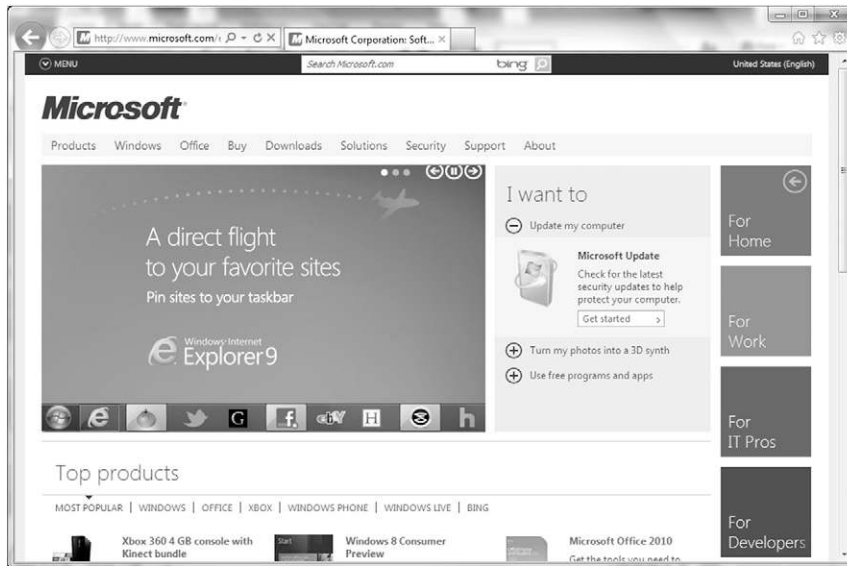 http://www.microsoft.com/
Microsoft Corporation: Soft...
MENU
Search Microsoft.com
bing
United States (English)
Microsoft
Products Windows Office Buy Downloads Solutions Security Support About
A direct flight
to your favorite sites
Pin sites to your taskbar
Windows Internet
Explorer 9
G
f
ebY
H
h
I want to
Update my computer
Microsoft Update
Check for the latest
security updates to help
protect your computer.
Get started
Turn my photos into a 3D synth
Use free programs and apps
For
Home
For
Work
For
IT Pros
For
Developers
Top products
MOST POPULAR | WINDOWS | OFFICE | XBOX | WINDOWS PHONE | WINDOWS LIVE | BING
Xbox 360 4 GB console with
Kinect bundle
Start
Windows 8 Consumer
Preview
Microsoft Office 2010
Get the tools you need to